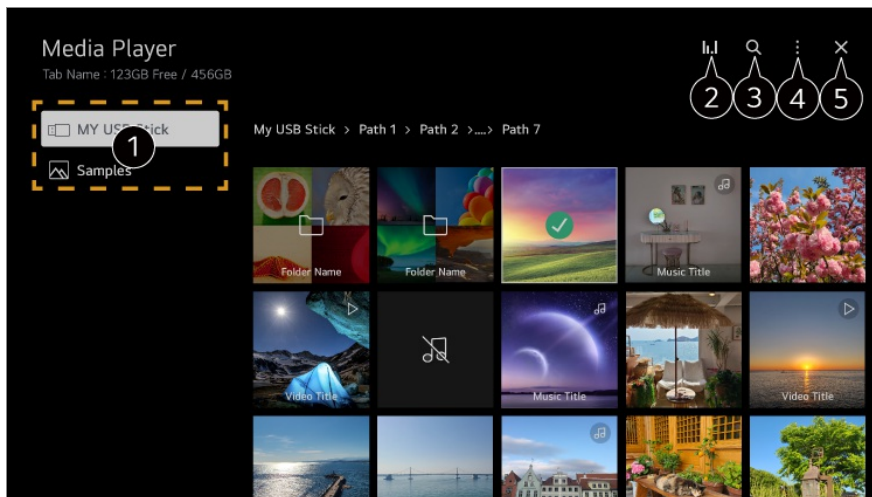 Media Player
Tab Name : 123GB Free / 456GB
2 3 4 5
MY USB Stick
1
Samples
My USB Stick > Path 1 > Path 2 >....> Path 7
Folder Name
Folder Name
Music Title
Video Title
Music Title
Video Title